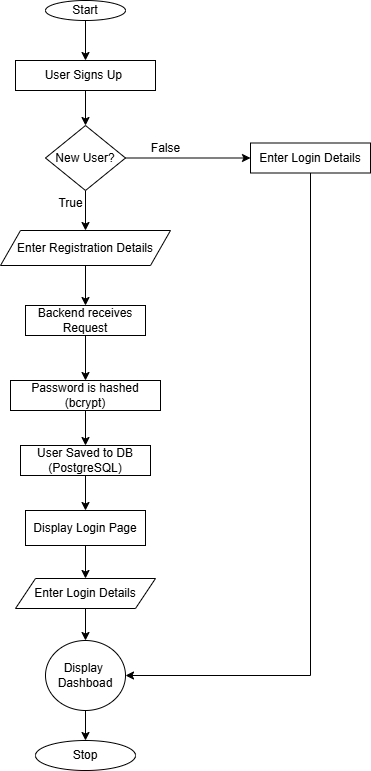 Start
User Signs Up
New User?
False
Enter Login Details
True
Enter Registration Details
Backend receives
Request
Password is hashed
(bcrypt)
User Saved to DB
(PostgreSQL)
Display Login Page
Enter Login Details
Display
Dashboad
Stop